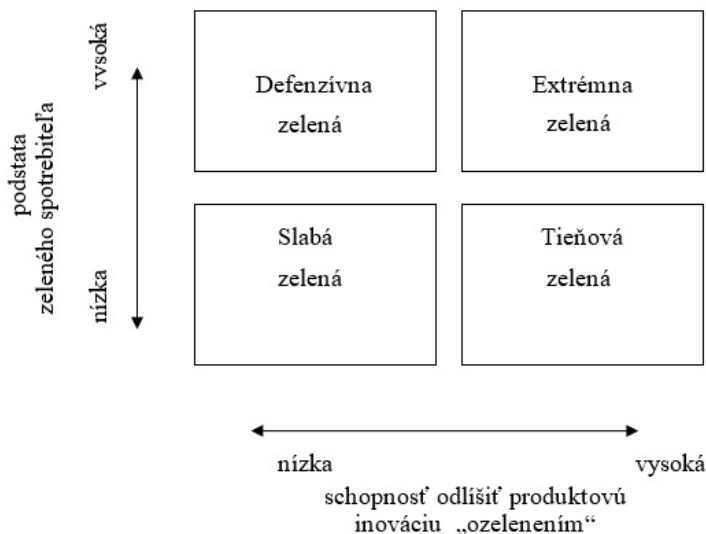 vysoká
Defenzívna
zelená
Extrémna
zelená
podstata
zeleného spotrebiteľa
nízka
Slabá
zelená
Tieňová
zelená
nízka
vysoká
schopnosť odlíšiť produktovú
inováciu „ozelenením“